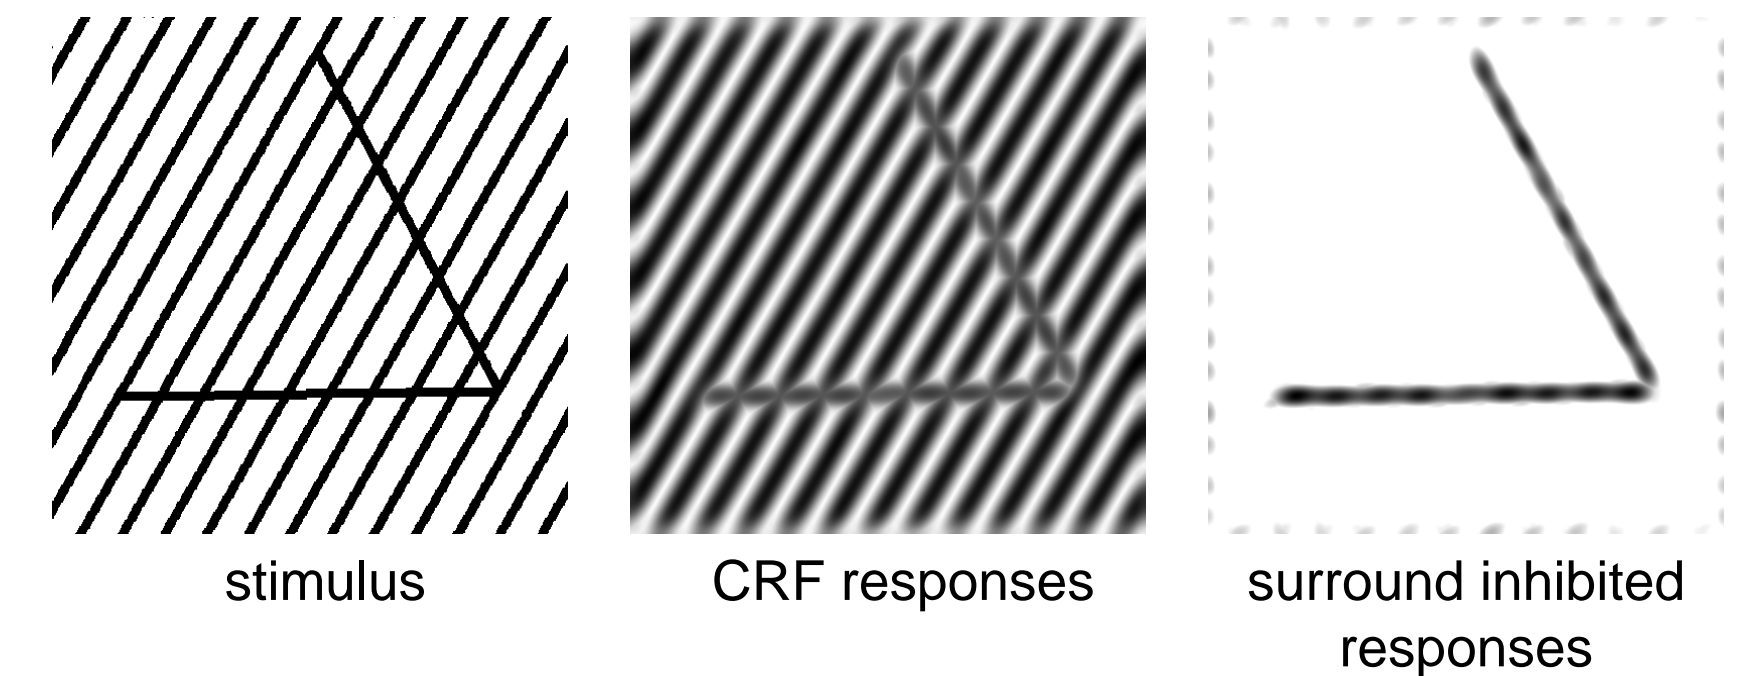 stimulus
CRF responses
surround inhibited
responses